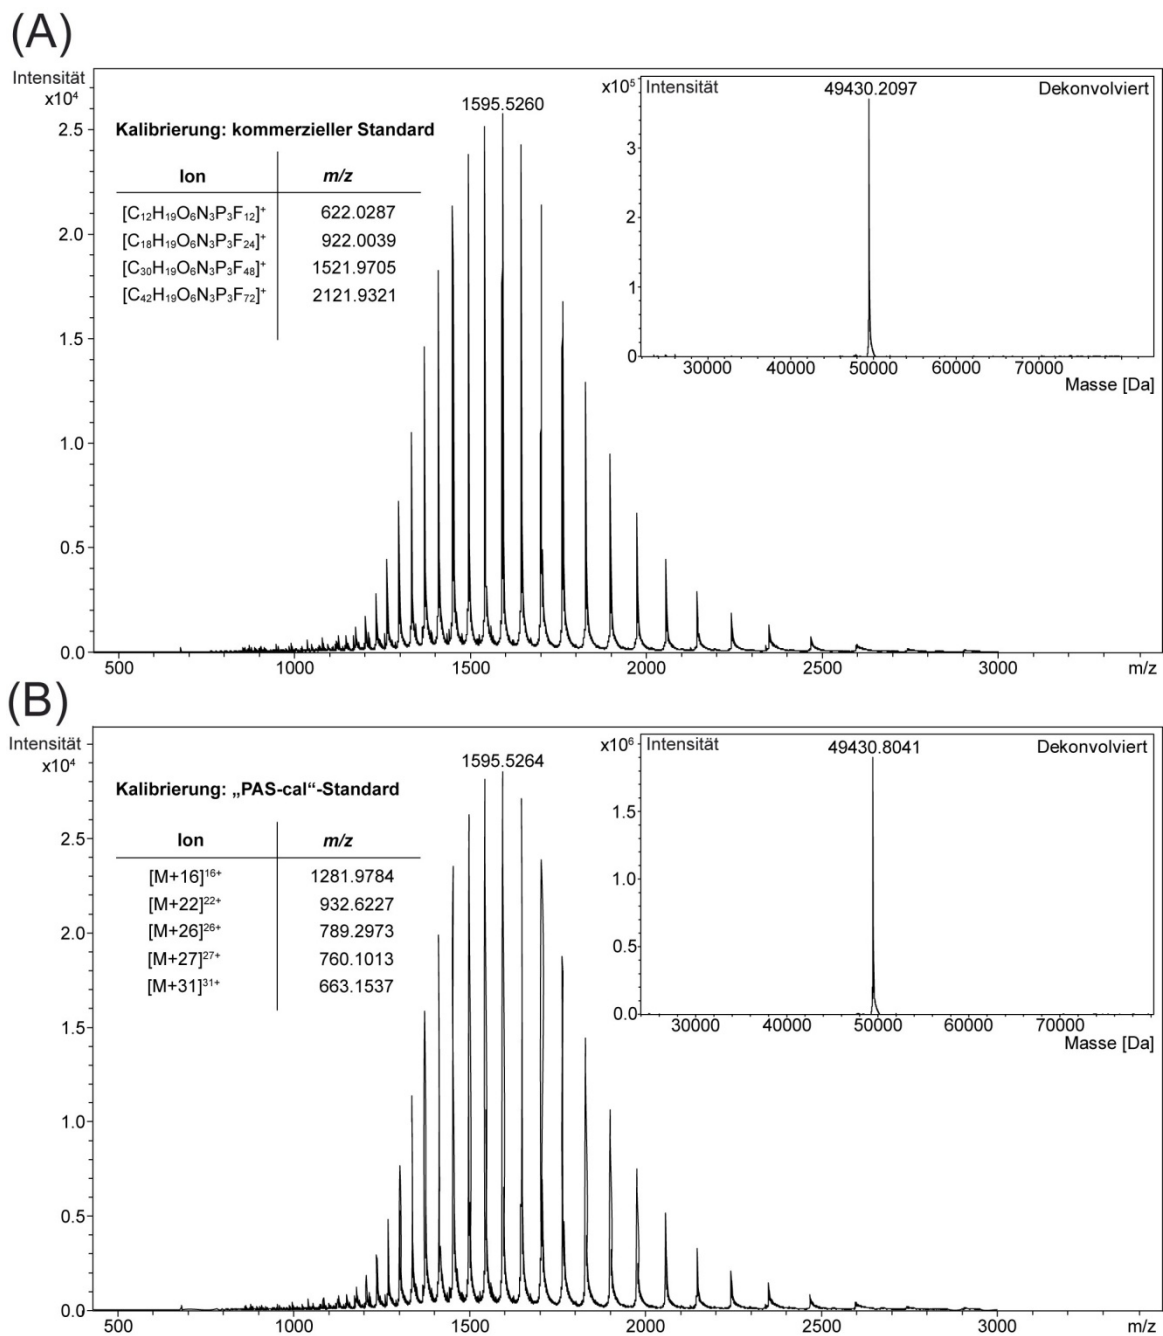 (A)
Intensität
x10⁴
1595.5260
2.5
2.0
1.5
1.0
0.5
0.0
500
1000
1500
2000
2500
3000
m/z
Kalibrierung: kommerzieller Standard
Ion m/z
[C₁₂H₁₉O₆N₃P₃F₁₂]⁺ 622.0287
[C₁₈H₁₉O₆N₃P₃F₂₄]⁺ 922.0039
[C₃₀H₁₉O₆N₃P₃F₄₈]⁺ 1521.9705
[C₄₂H₁₉O₆N₃P₃F₇₂]⁺ 2121.9321
x10⁵
Intensität
49430.2097
Dekonvolviert
3
2
1
0
30000
40000
50000
60000
70000
Masse [Da]
(B)
Intensität
x10⁴
1595.5264
2.5
2.0
1.5
1.0
0.5
0.0
500
1000
1500
2000
2500
3000
m/z
Kalibrierung: „PAS-cal“-Standard
Ion m/z
[M+16]¹⁶⁺ 1281.9784
[M+22]²²⁺ 932.6227
[M+26]²⁶⁺ 789.2973
[M+27]²⁷⁺ 760.1013
[M+31]³¹⁺ 663.1537
x10⁶
Intensität
49430.8041
Dekonvolviert
1.5
1.0
0.5
0.0
30000
40000
50000
60000
70000
Masse [Da]